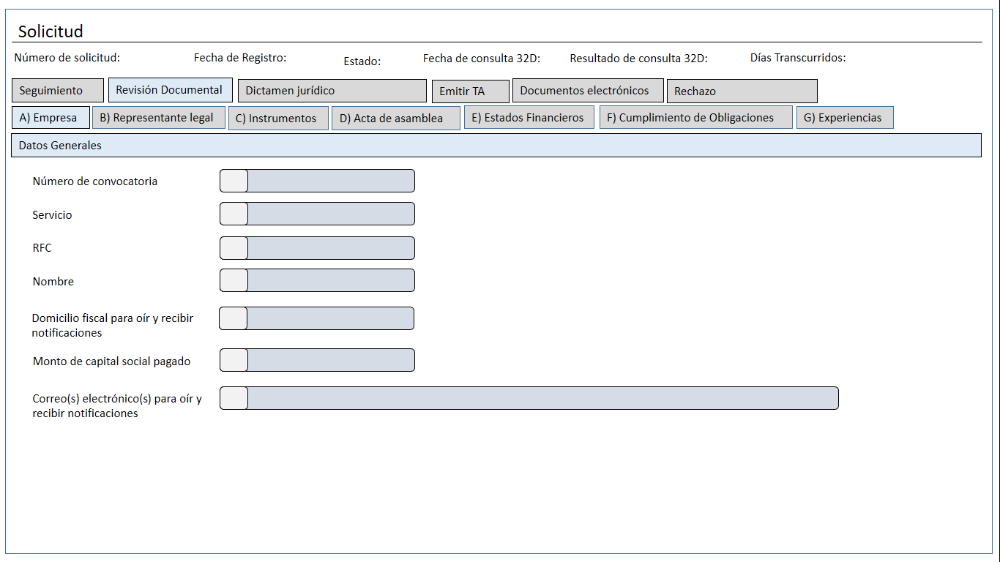 Solicitud
Número de solicitud: Fecha de Registro: Estado: Fecha de consulta 32D: Resultado de consulta 32D: Días Transcurridos:
Seguimiento Revisión Documental Dictamen jurídico Emitir TA Documentos electrónicos Rechazo
A) Empresa B) Representante legal C) Instrumentos D) Acta de asamblea E) Estados Financieros F) Cumplimiento de Obligaciones G) Experiencias
Datos Generales
Número de convocatoria
Servicio
RFC
Nombre
Domicilio fiscal para oír y recibir
notificaciones
Monto de capital social pagado
Correo(s) electrónico(s) para oír y
recibir notificaciones